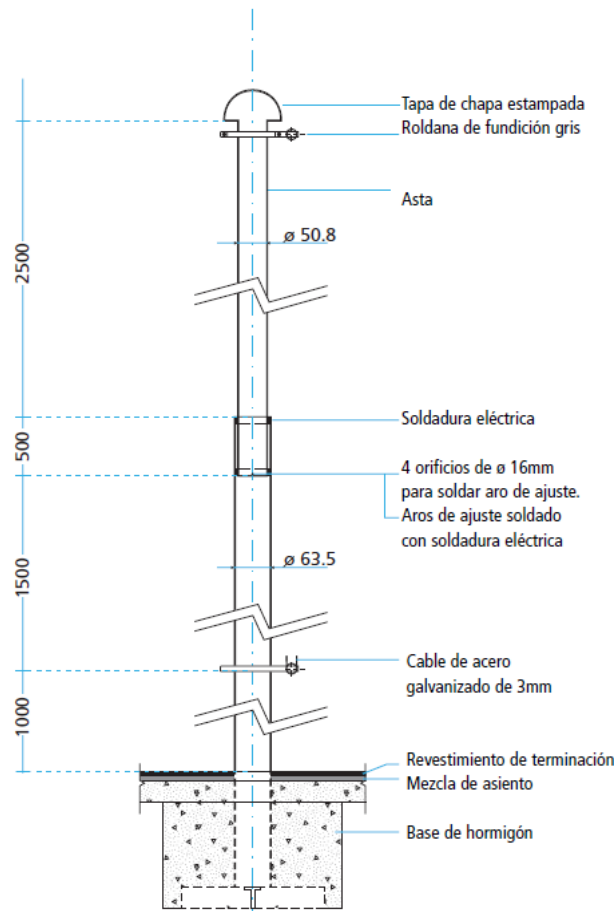 Tapa de chapa estampada
Roldana de fundición gris
Asta
ø 50.8
2500
Soldadura eléctrica
500
4 orificios de ø 16mm
para soldar aro de ajuste.
Aros de ajuste soldado
con soldadura eléctrica
1500
ø 63.5
Cable de acero
galvanizado de 3mm
1000
Revestimiento de terminación
Mezcla de asiento
Base de hormigón